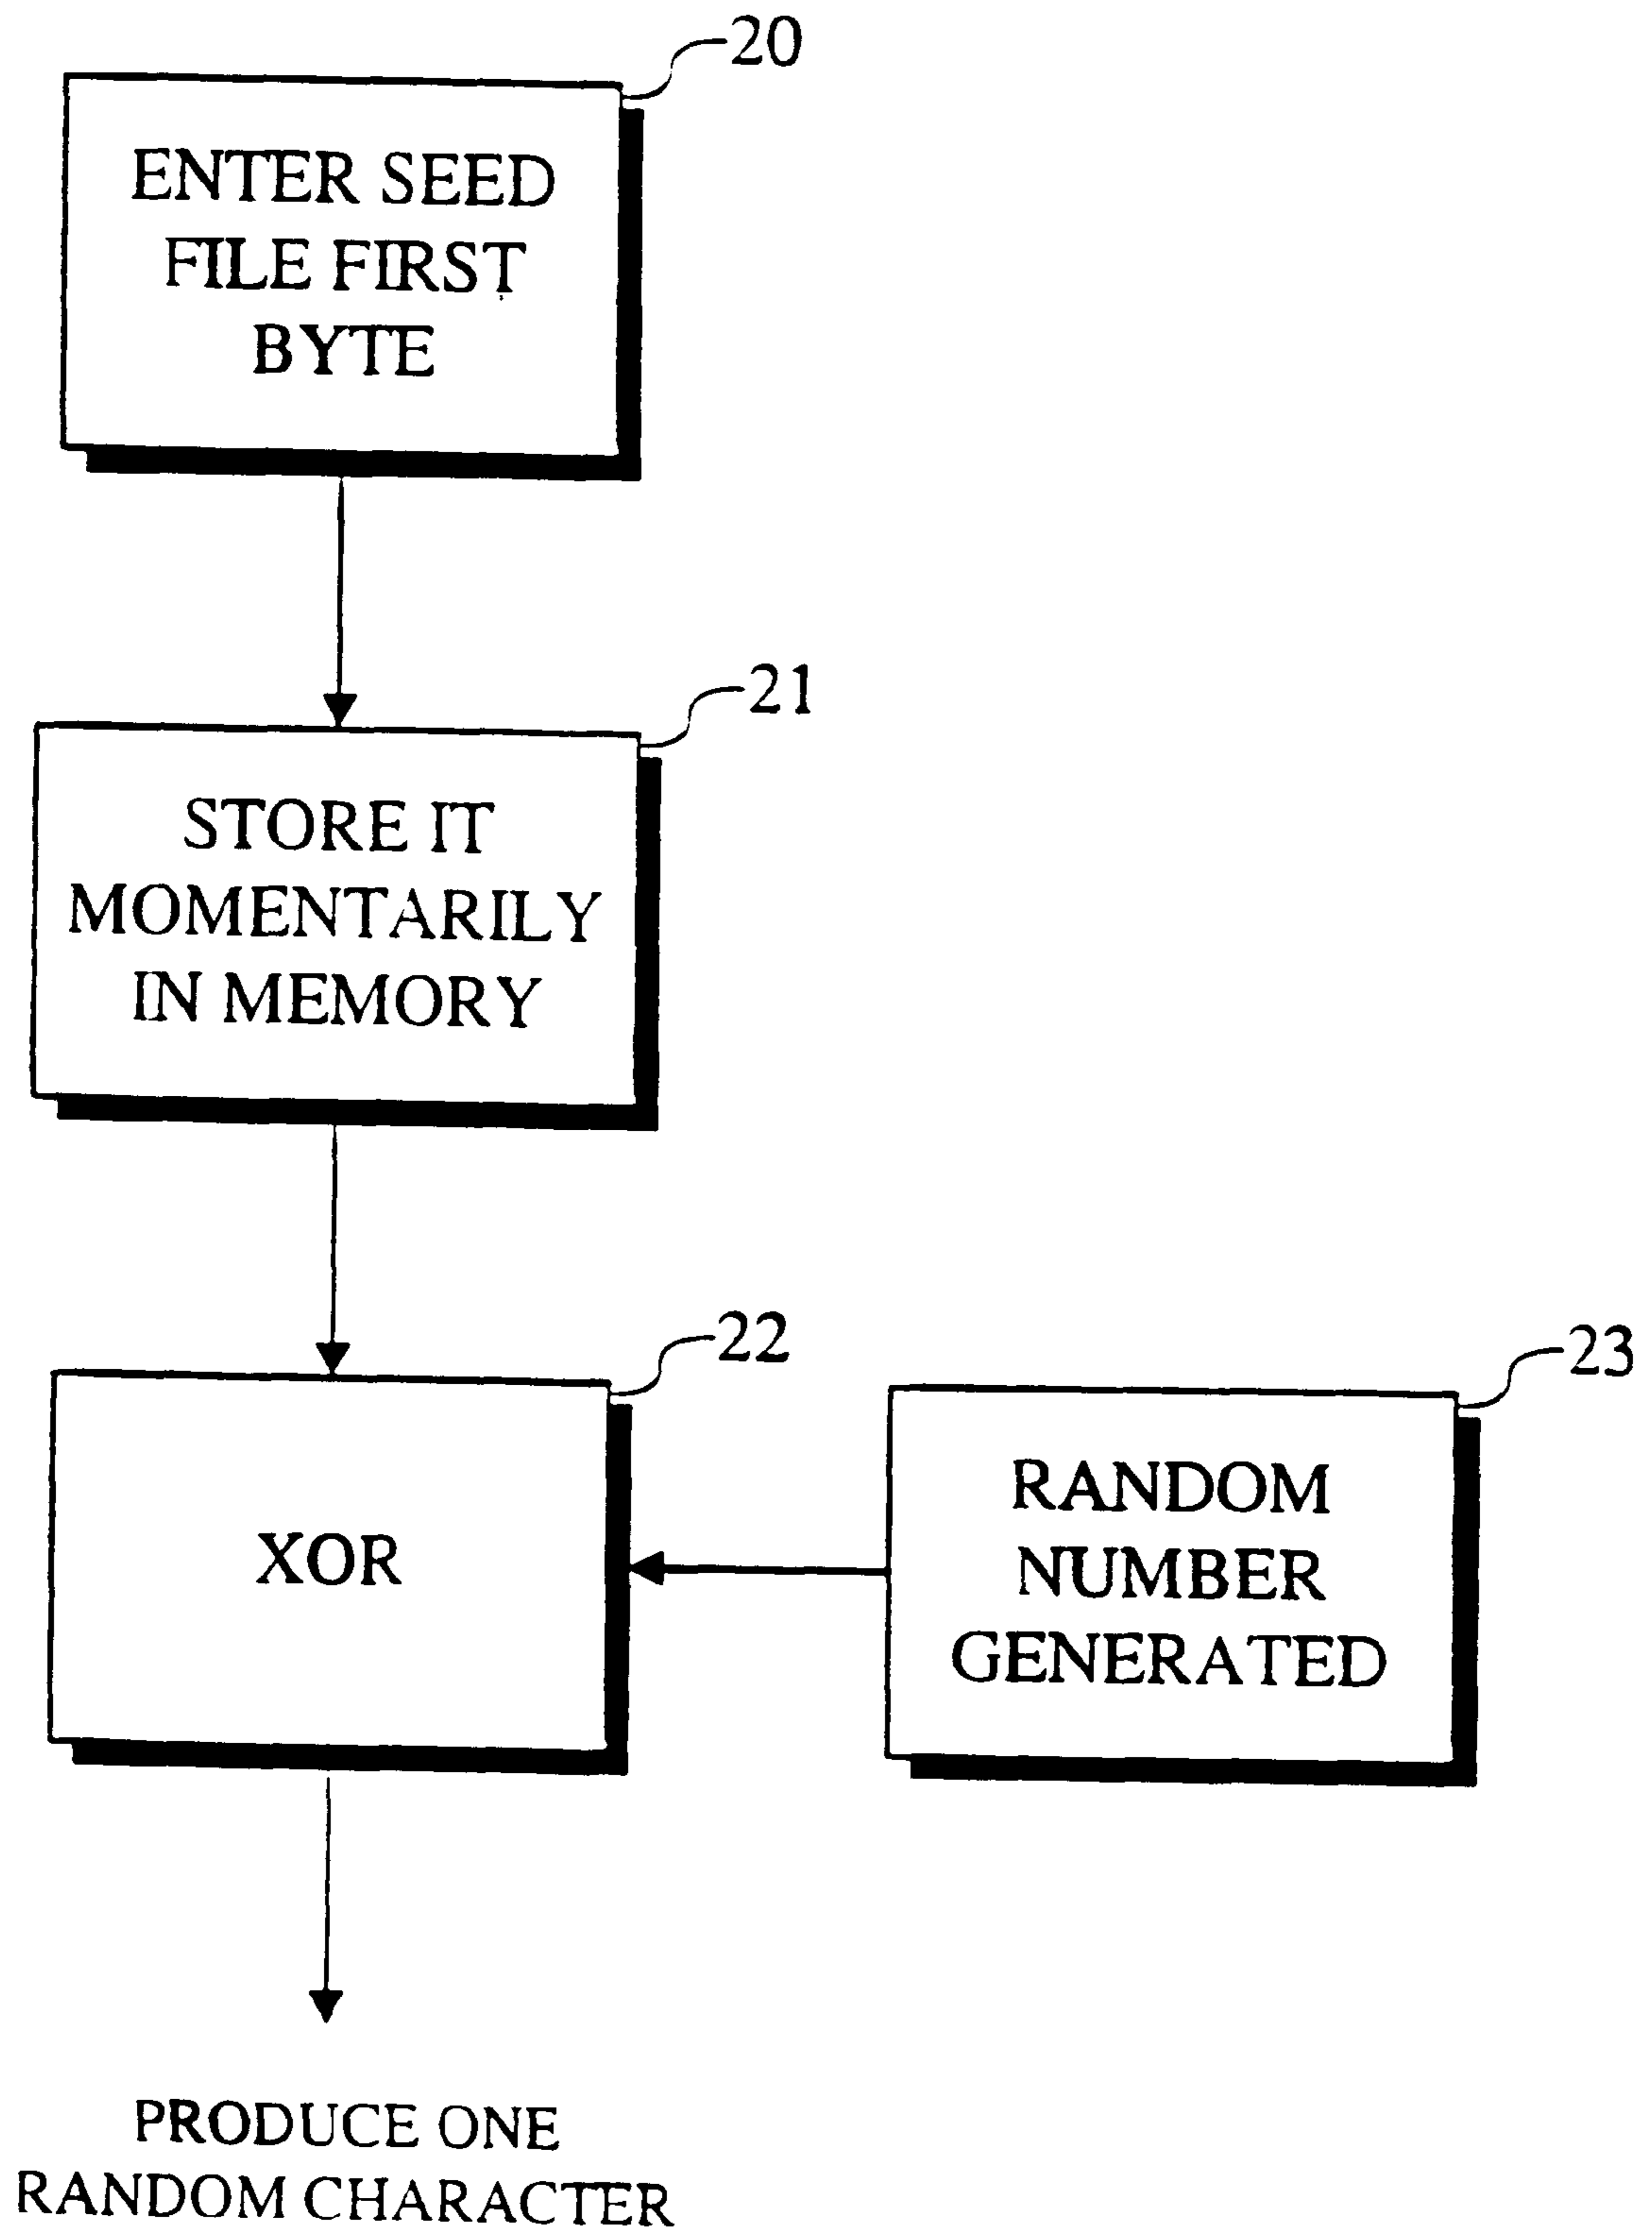 20
ENTER SEED
FILE FIRST
BYTE
21
STORE IT
MOMENTARILY
IN MEMORY
22
XOR
23
RANDOM
NUMBER
GENERATED
PRODUCE ONE
RANDOM CHARACTER